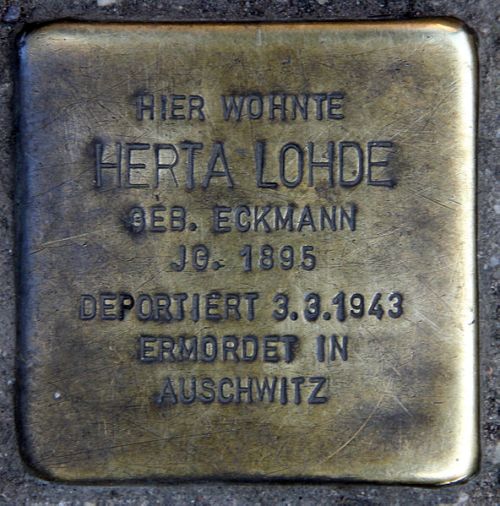 HIER WOHNTE
HERTA LOHDE
GEB. ECKMANN
JG. 1895
DEPORTIERT 3.3.1943
ERMORDET IN
AUSCHWITZ